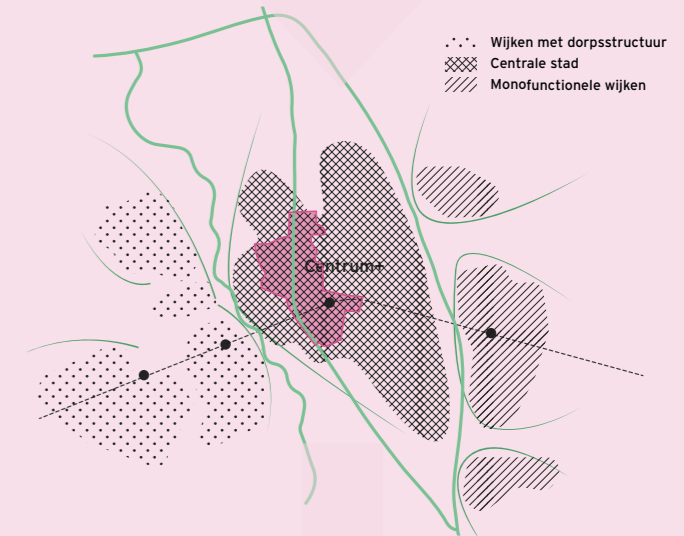 Wijken met dorpsstructuur
Centrale stad
Monofunctionele wijken
Centrum+